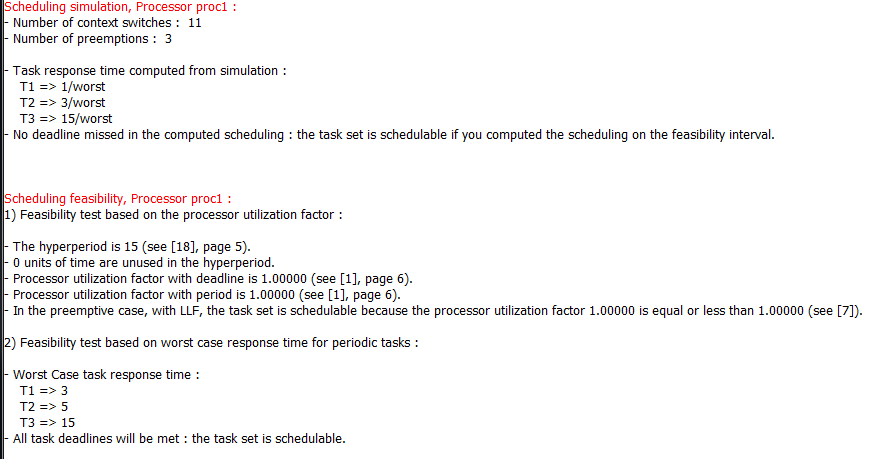 Scheduling simulation, Processor proc1 :
- Number of context switches :  11
- Number of preemptions :  3
- Task response time computed from simulation :
T1 => 1/worst
T2 => 3/worst
T3 => 15/worst
- No deadline missed in the computed scheduling : the task set is schedulable if you computed the scheduling on the feasibility interval.
Scheduling feasibility, Processor proc1 :
1) Feasibility test based on the processor utilization factor :
- The hyperperiod is 15 (see [18], page 5).
- 0 units of time are unused in the hyperperiod.
- Processor utilization factor with deadline is 1.00000 (see [1], page 6).
- Processor utilization factor with period is 1.00000 (see [1], page 6).
- In the preemptive case, with LLF, the task set is schedulable because the processor utilization factor 1.00000 is equal or less than 1.00000 (see [7]).
2) Feasibility test based on worst case response time for periodic tasks :
- Worst Case task response time :
T1 => 3
T2 => 5
T3 => 15
- All task deadlines will be met : the task set is schedulable.